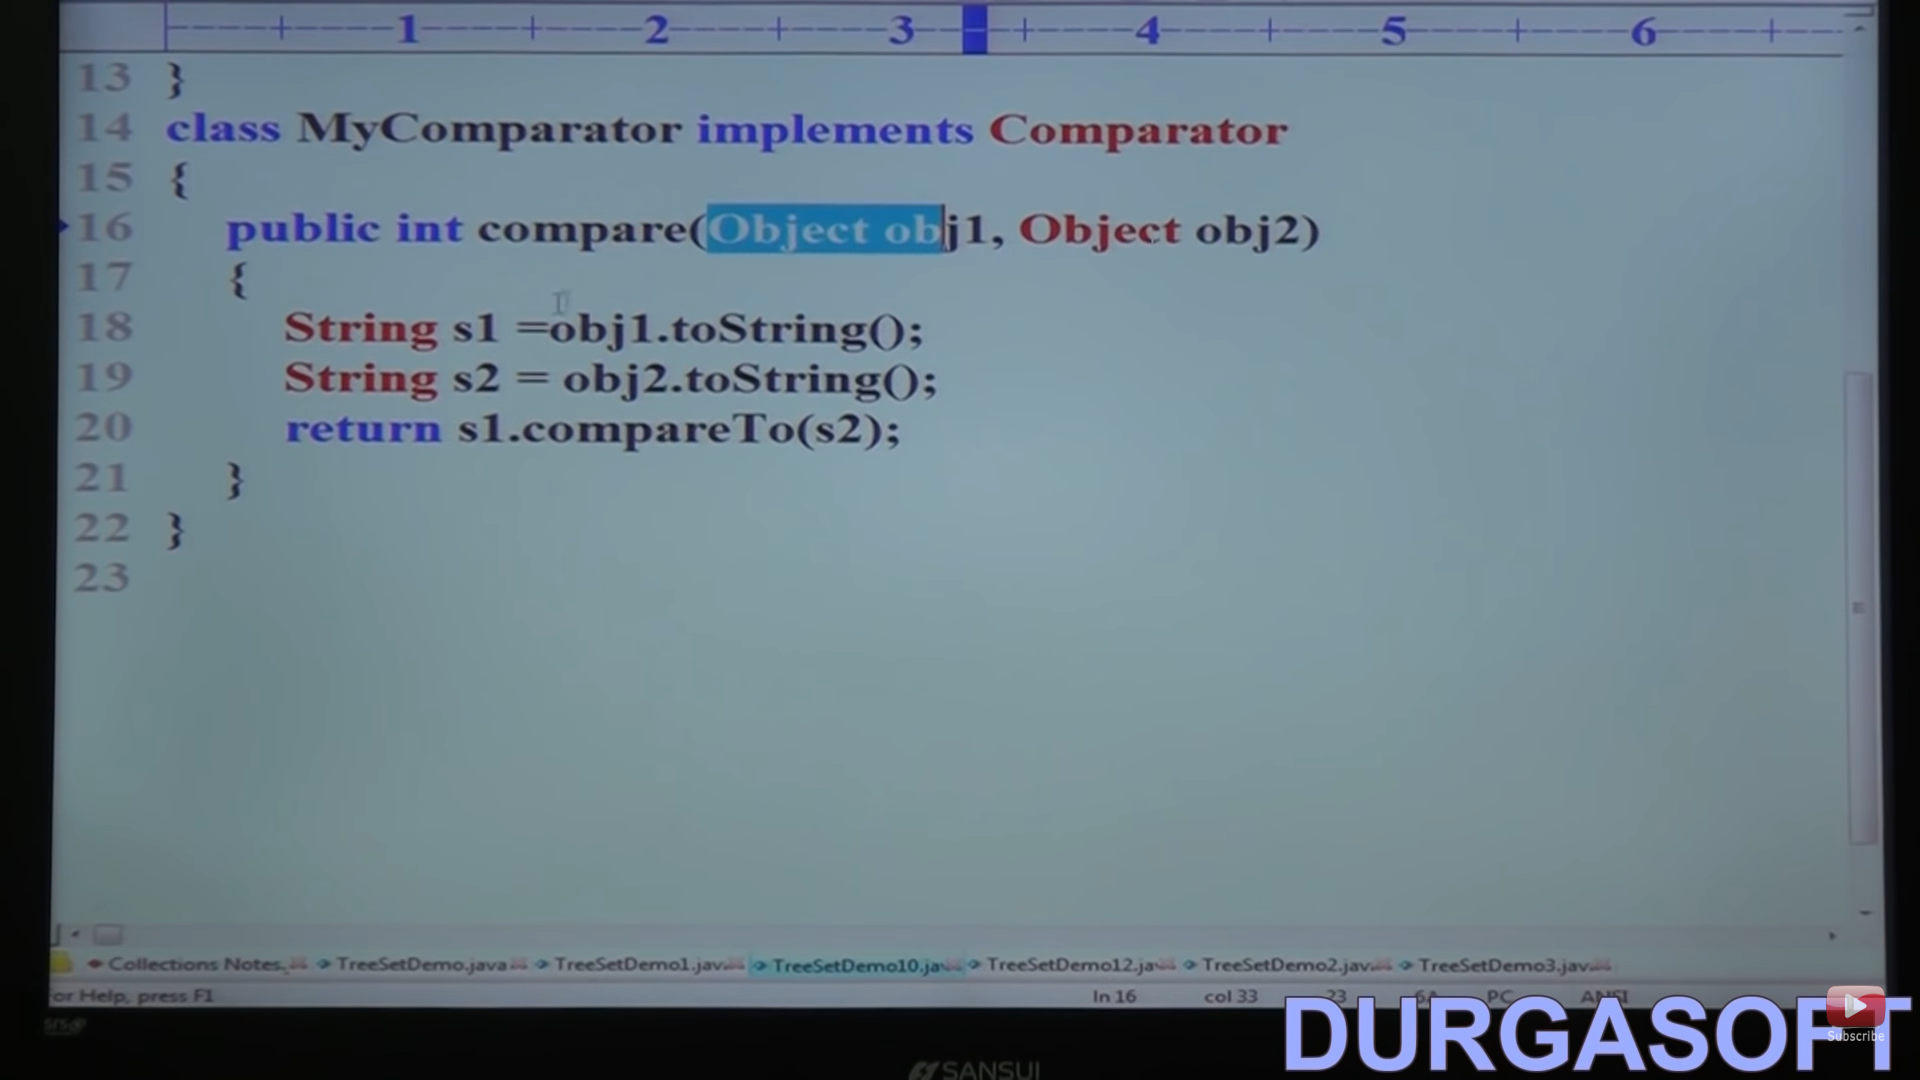 1 2 3 4 5 6
13 }
14 class MyComparator implements Comparator
15 {
16 public int compare(Object obj1, Object obj2)
17 {
18 String s1 =obj1.toString();
19 String s2 = obj2.toString();
20 return s1.compareTo(s2);
21 }
22 }
23
Collections Notes. TreeSetDemo.java TreeSetDemo1.jav TreeSetDemo10.ja TreeSetDemo12.ja TreeSetDemo2.jav TreeSetDemo3.jav
or Help, press F1 ln 16 col 33 23 PC ANSI
DURGASOFT
Subscribe
SANSUI